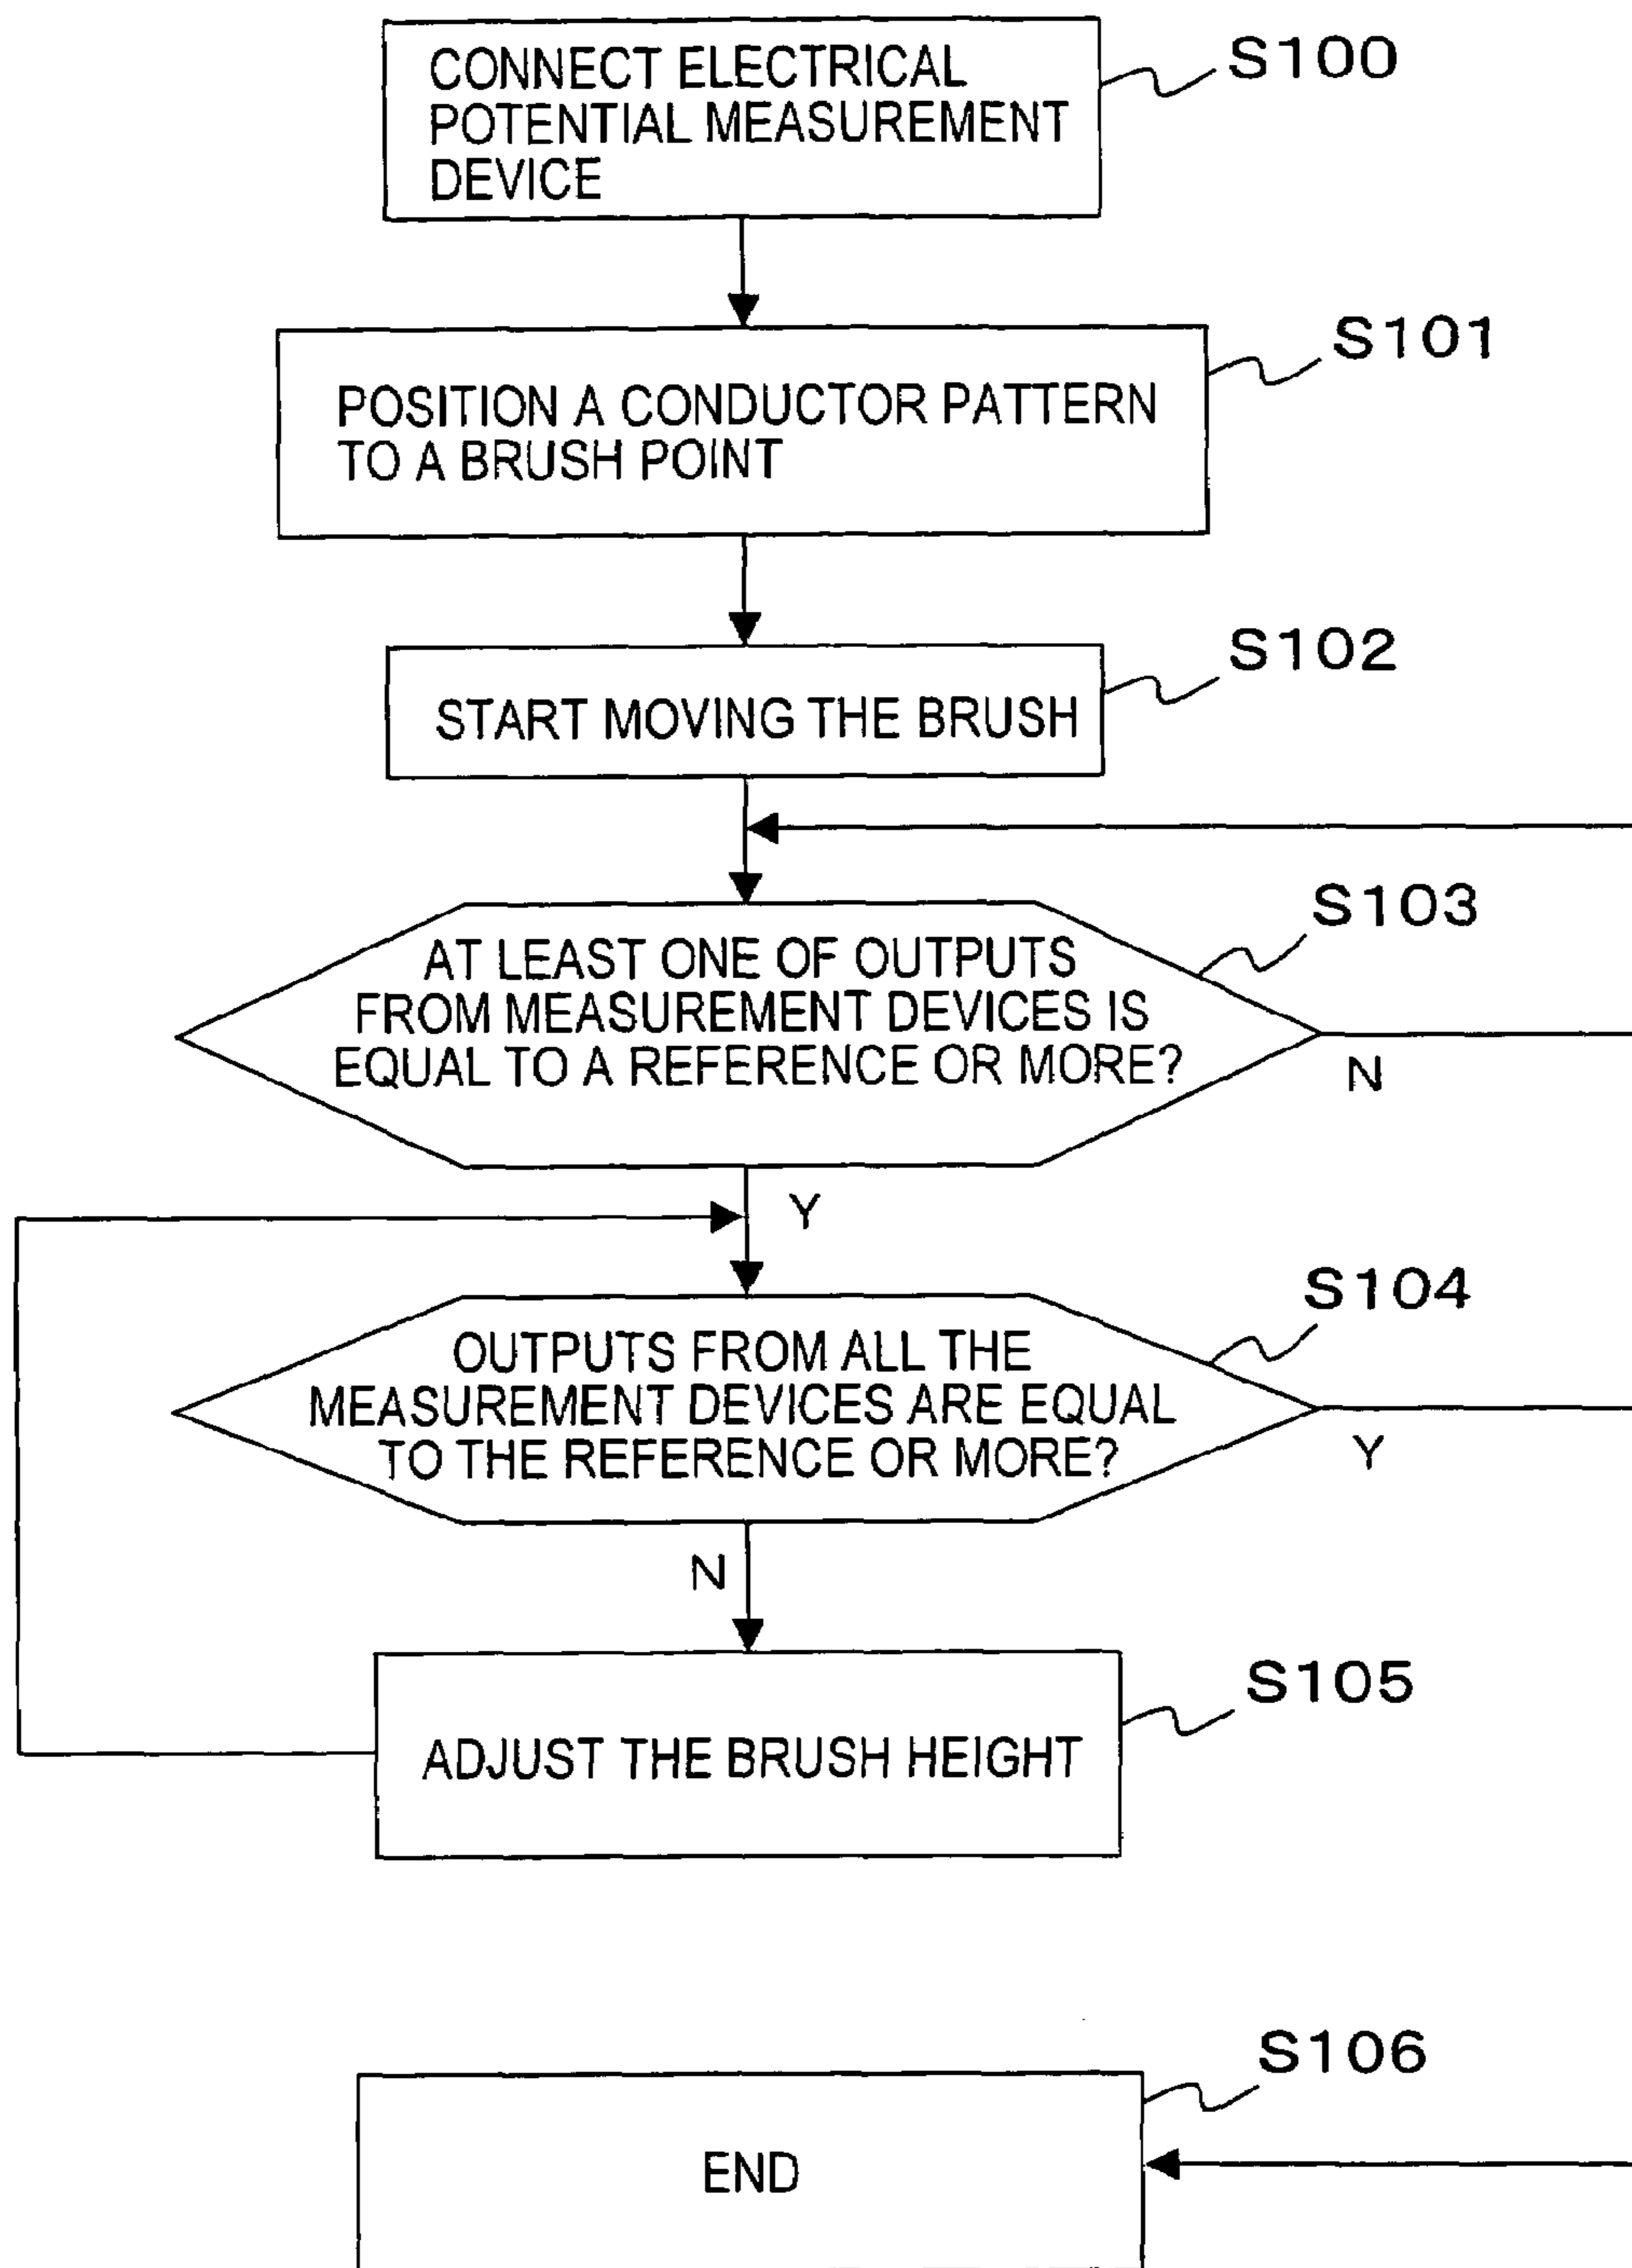 CONNECT ELECTRICAL
POTENTIAL MEASUREMENT
DEVICE
S100
POSITION A CONDUCTOR PATTERN
TO A BRUSH POINT
S101
START MOVING THE BRUSH
S102
AT LEAST ONE OF OUTPUTS
FROM MEASUREMENT DEVICES IS
EQUAL TO A REFERENCE OR MORE?
S103
N
Y
OUTPUTS FROM ALL THE
MEASUREMENT DEVICES ARE EQUAL
TO THE REFERENCE OR MORE?
S104
Y
N
ADJUST THE BRUSH HEIGHT
S105
END
S106